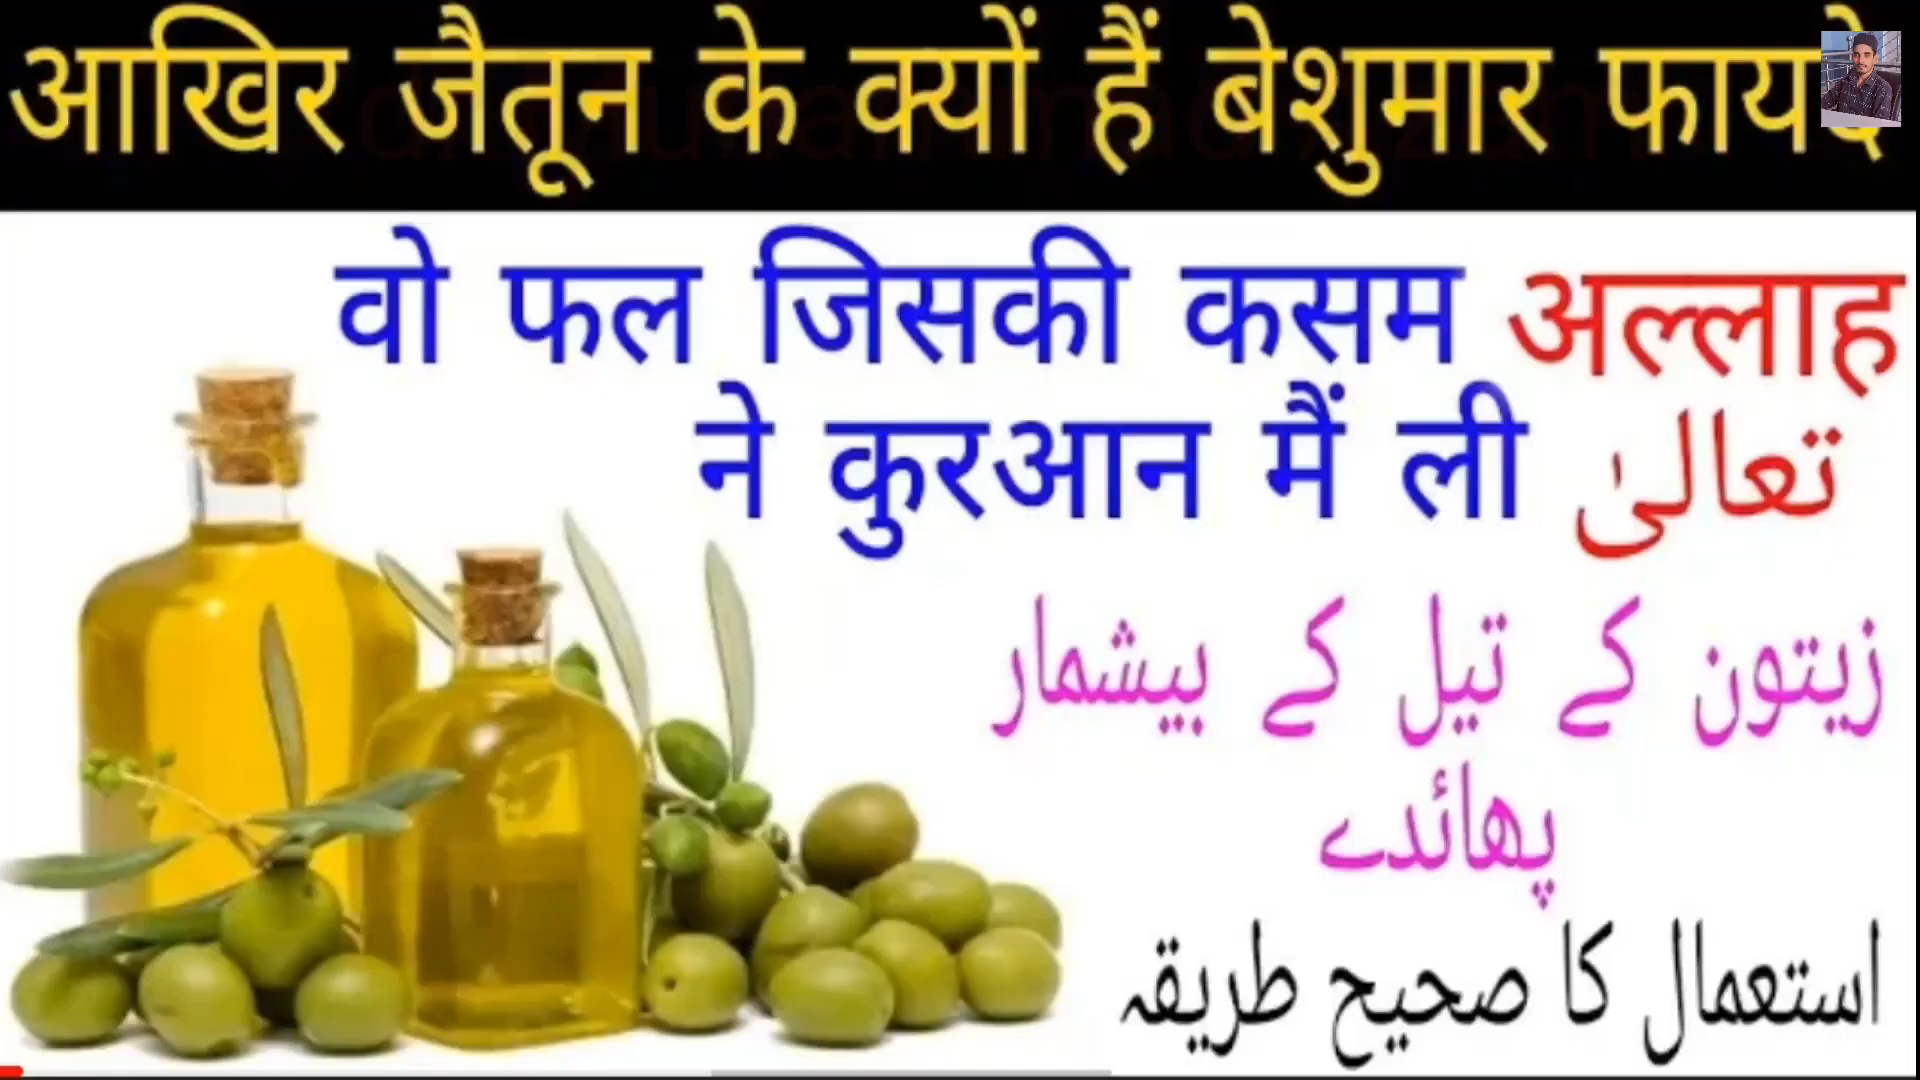 आखिर जैतून के क्यों हैं बेशुमार फायदे
वो फल जिसकी कसम अल्लाह
ने कुरआन मैं ली تعالیٰ
زیتون کے تیل کے بیشمار
پھائدے
استعمال کا صحیح طریقہ